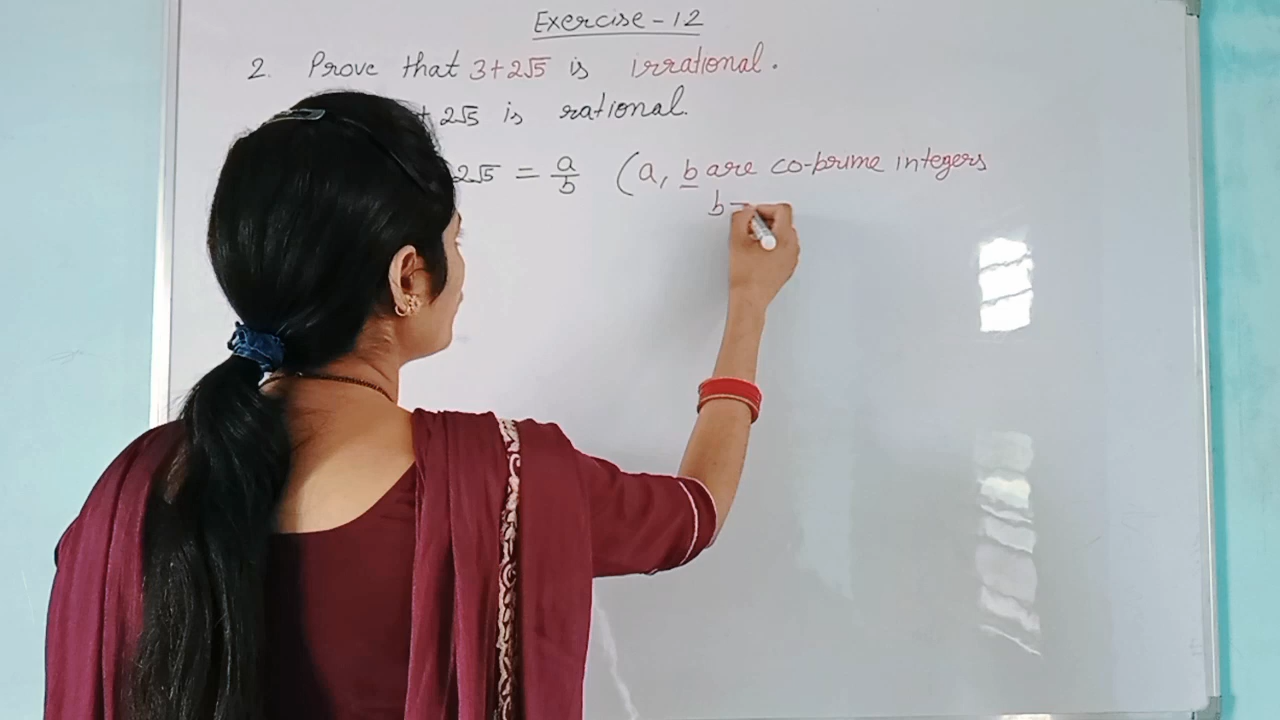 Exercise - 12
2. Prove that 3+2√5 is irrational.
+ 2√5 is rational.
2√5 = a/b (a, b are co-prime integers
b